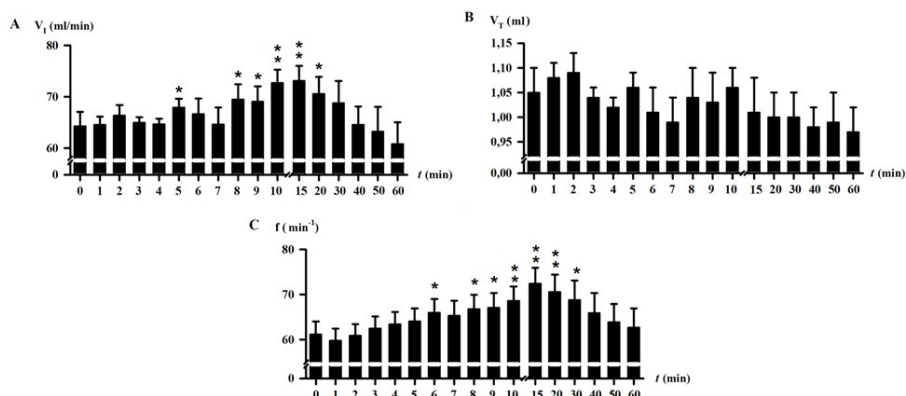 A V_I (ml/min)
80
70
60
0
* * * ** ** *
0 1 2 3 4 5 6 7 8 9 10 15 20 30 40 50 60 t (min)
B V_T (ml)
1,15
1,15
1,05
1,00
0,95
0,00
0 1 2 3 4 5 6 7 8 9 10 15 20 30 40 50 60 t (min)
C f (min⁻¹)
80
70
60
0
* * * ** ** ** *
0 1 2 3 4 5 6 7 8 9 10 15 20 30 40 50 60 t (min)